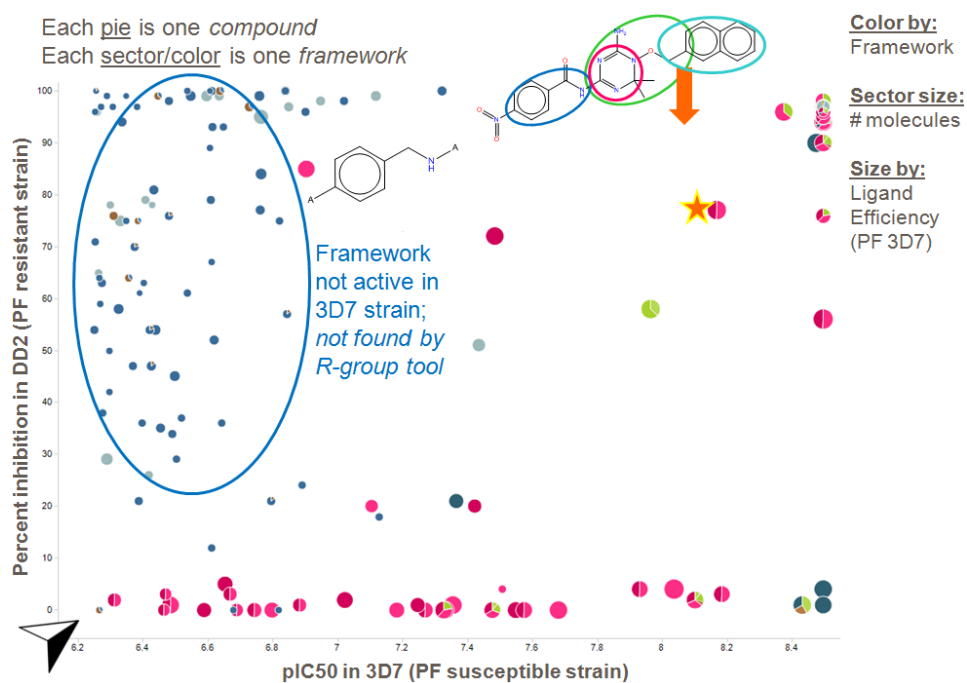 Each pie is one compound
Each sector/color is one framework
Color by:
Framework
Sector size:
# molecules
Size by:
Ligand
Efficiency
(PF 3D7)
NH₂
N
N
O
O
N
NH
N⁺
O⁻
O
A
N
H
A
Framework
not active in
3D7 strain;
not found by
R-group tool
Percent inhibition in DD2 (PF resistant strain)
100
90
80
70
60
50
40
30
20
10
0
6.2
6.4
6.6
6.8
7
7.2
7.4
7.6
7.8
8
8.2
8.4
pIC50 in 3D7 (PF susceptible strain)